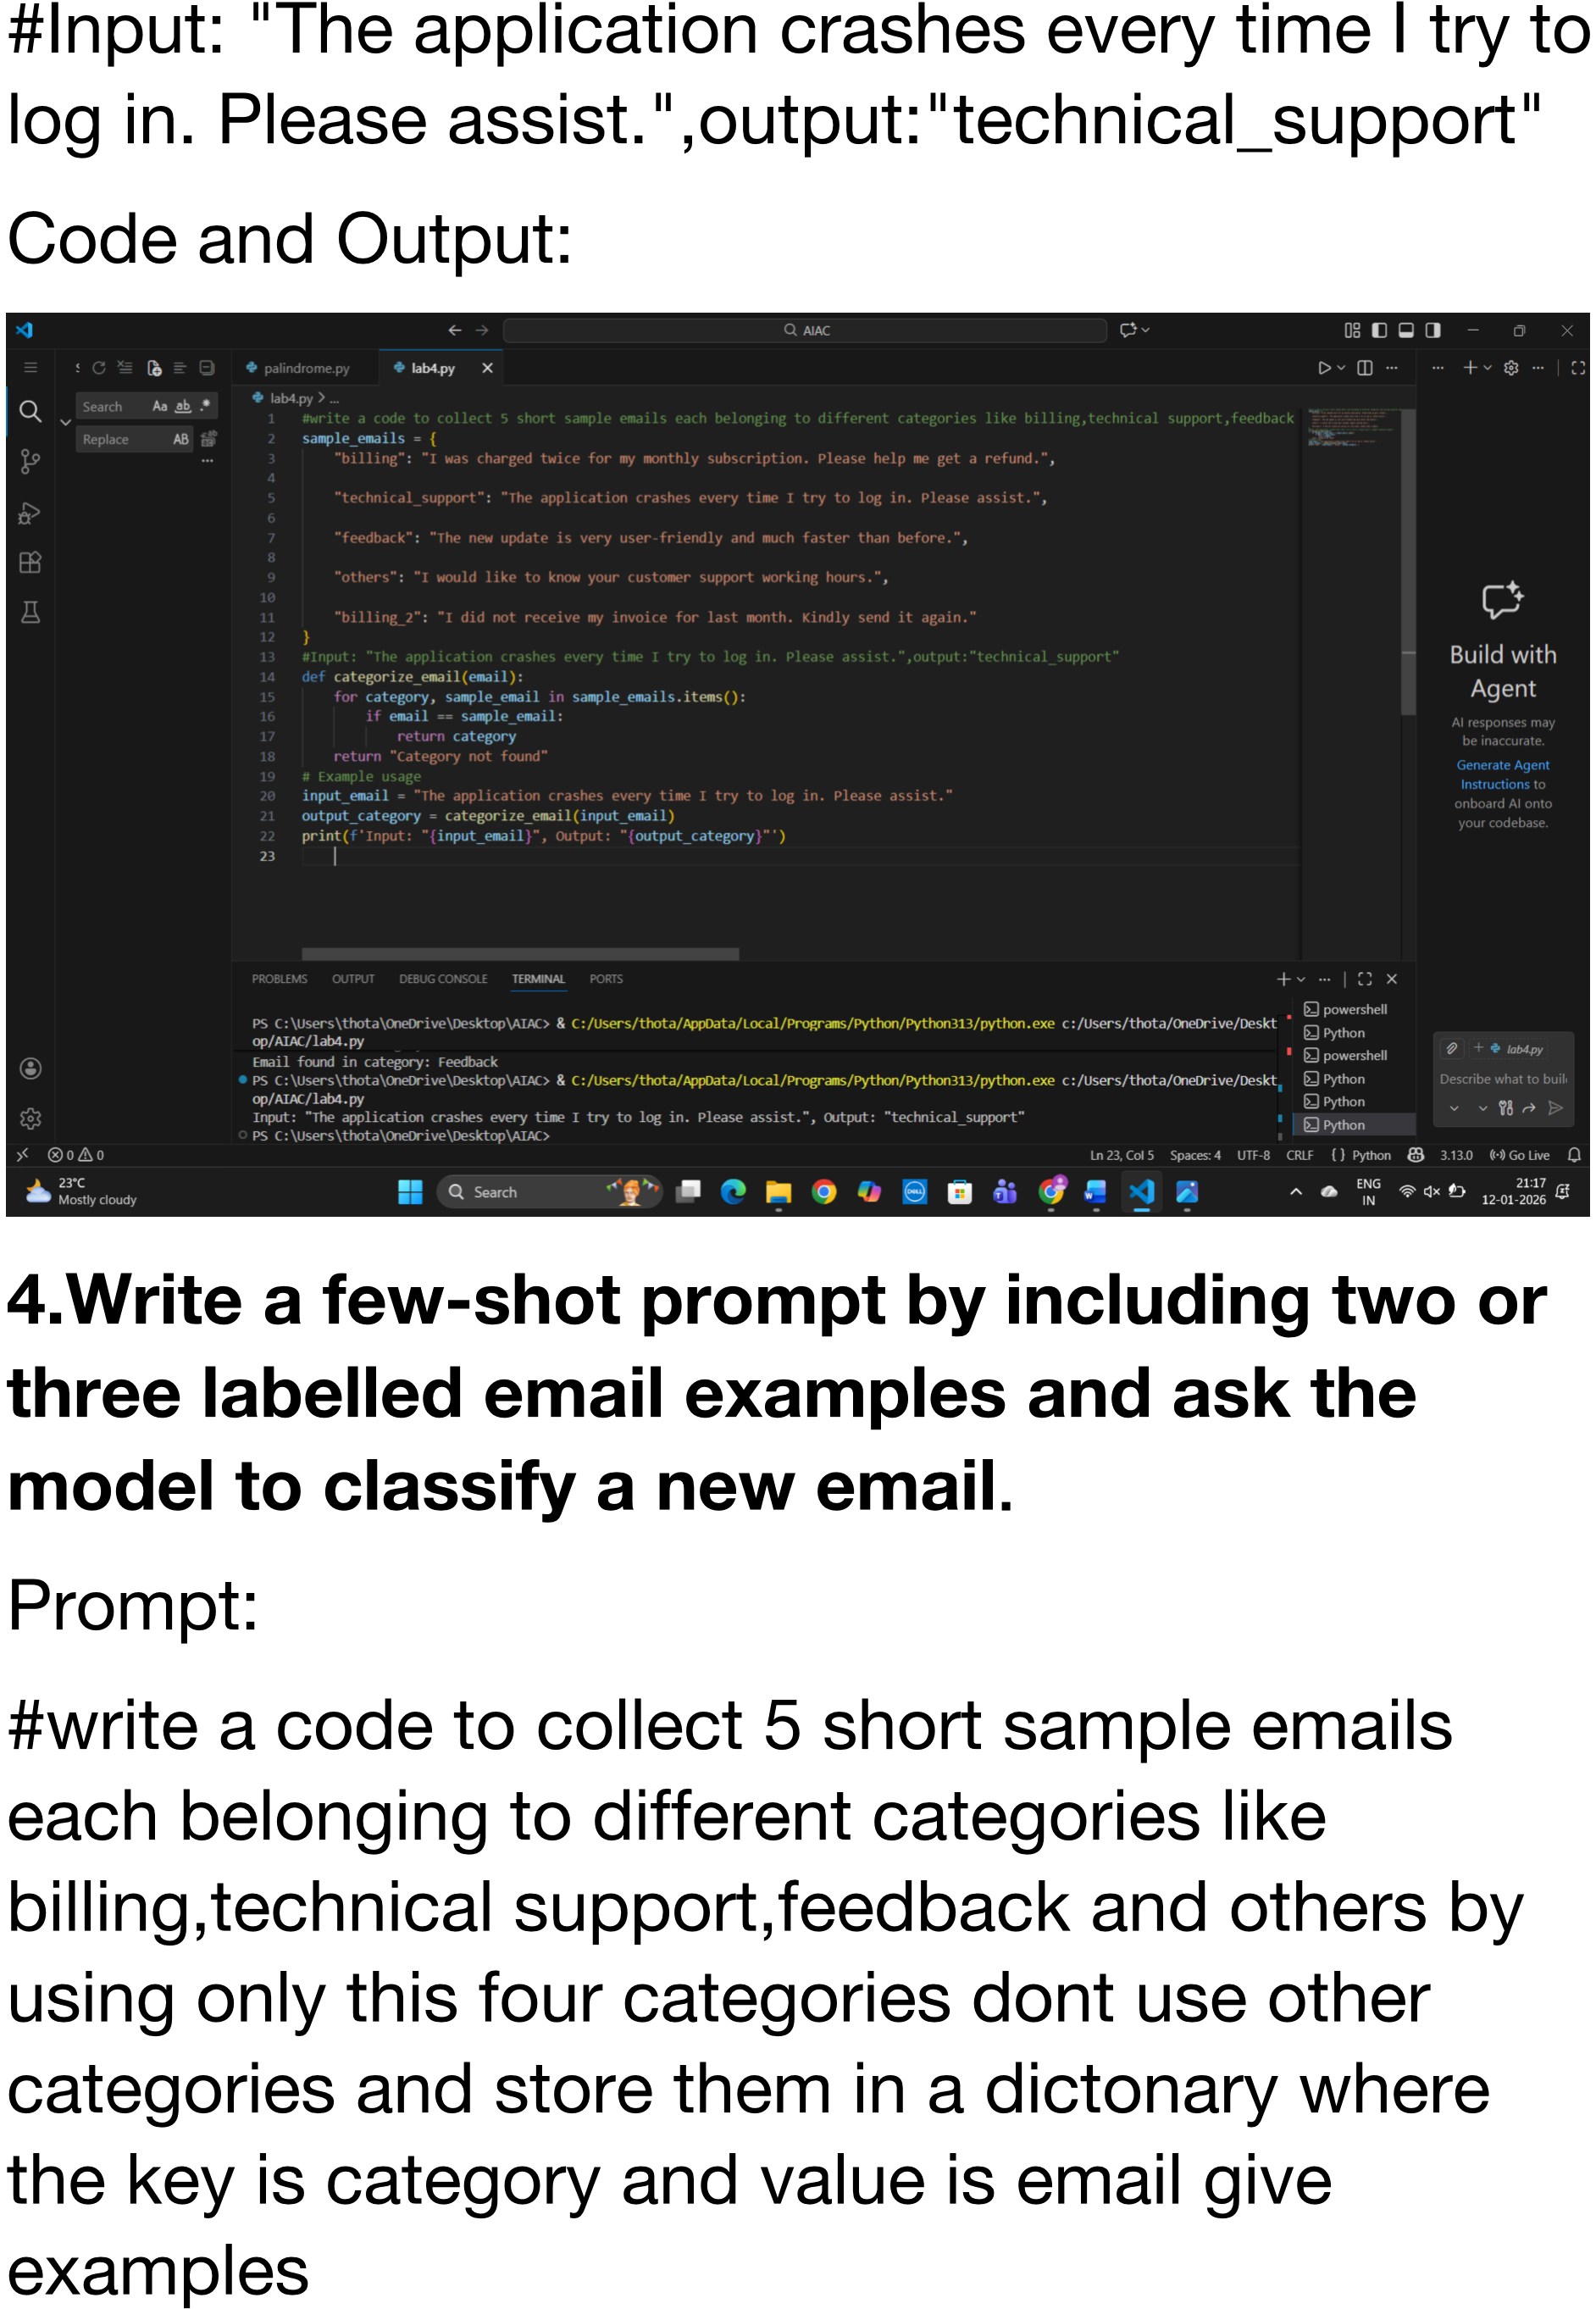 #Input: "The application crashes every time I try to
log in. Please assist.",output:"technical_support"
Code and Output:
AIAC
palindrome.py
lab4.py
Search
Aa ab .*
Replace
AB
lab4.py > ...
1 #write a code to collect 5 short sample emails each belonging to different categories like billing,technical support,feedback
2 sample_emails = {
3 "billing": "I was charged twice for my monthly subscription. Please help me get a refund.",
4
5 "technical_support": "The application crashes every time I try to log in. Please assist.",
6
7 "feedback": "The new update is very user-friendly and much faster than before.",
8
9 "others": "I would like to know your customer support working hours.",
10
11 "billing_2": "I did not receive my invoice for last month. Kindly send it again."
12 }
13 #Input: "The application crashes every time I try to log in. Please assist.",output:"technical_support"
14 def categorize_email(email):
15 for category, sample_email in sample_emails.items():
16 if email == sample_email:
17 return category
18 return "Category not found"
19 # Example usage
20 input_email = "The application crashes every time I try to log in. Please assist."
21 output_category = categorize_email(input_email)
22 print(f'Input: "{input_email}", Output: "{output_category}"')
23
Build with
Agent
AI responses may
be inaccurate.
Generate Agent
Instructions to
onboard AI onto
your codebase.
PROBLEMS OUTPUT DEBUG CONSOLE TERMINAL PORTS
PS C:\Users\thota\OneDrive\Desktop\AIAC> & C:/Users/thota/AppData/Local/Programs/Python/Python313/python.exe c:/Users/thota/OneDrive/Deskt
op/AIAC/lab4.py
Email found in category: Feedback
PS C:\Users\thota\OneDrive\Desktop\AIAC> & C:/Users/thota/AppData/Local/Programs/Python/Python313/python.exe c:/Users/thota/OneDrive/Deskt
op/AIAC/lab4.py
Input: "The application crashes every time I try to log in. Please assist.", Output: "technical_support"
PS C:\Users\thota\OneDrive\Desktop\AIAC>
powershell
Python
powershell
Python
Python
Python
lab4.py
Describe what to buil
0 0
Ln 23, Col 5 Spaces: 4 UTF-8 CRLF { } Python 3.13.0 Go Live
23°C
Mostly cloudy
Search
DELL
ENG
IN
21:17
12-01-2026
4.Write a few-shot prompt by including two or
three labelled email examples and ask the
model to classify a new email.
Prompt:
#write a code to collect 5 short sample emails
each belonging to different categories like
billing,technical support,feedback and others by
using only this four categories dont use other
categories and store them in a dictonary where
the key is category and value is email give
examples